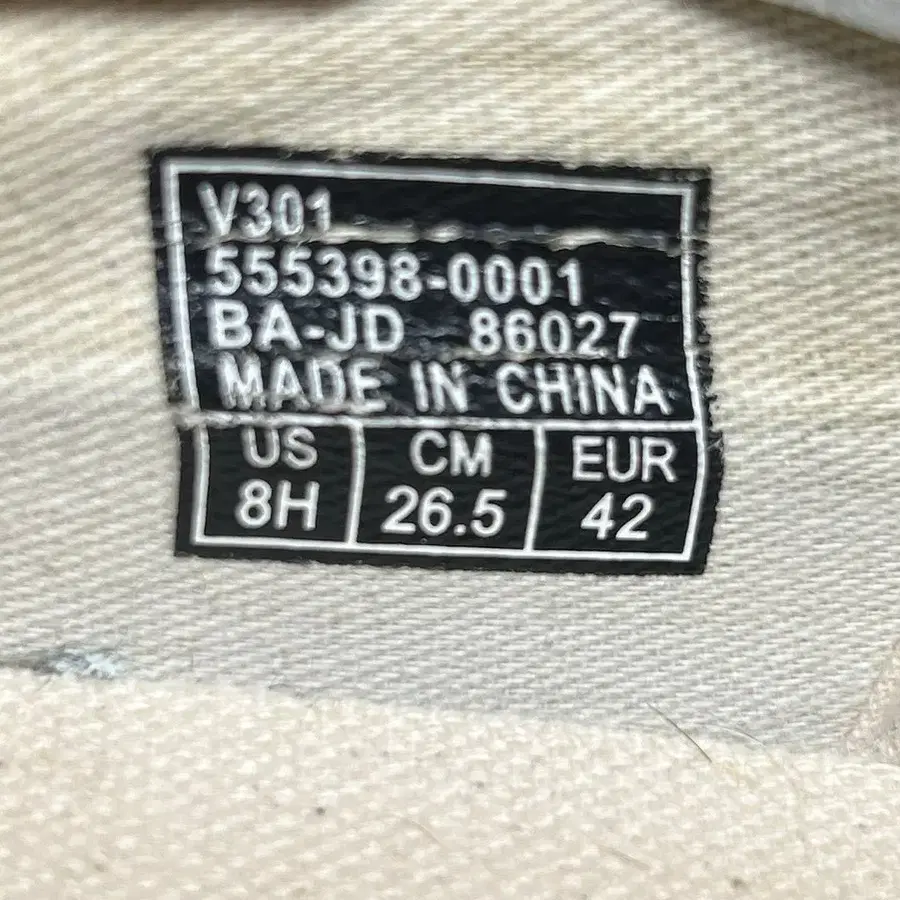 V301
555398-0001
BA-JD 86027
MADE IN CHINA
US CM EUR
8H 26.5 42